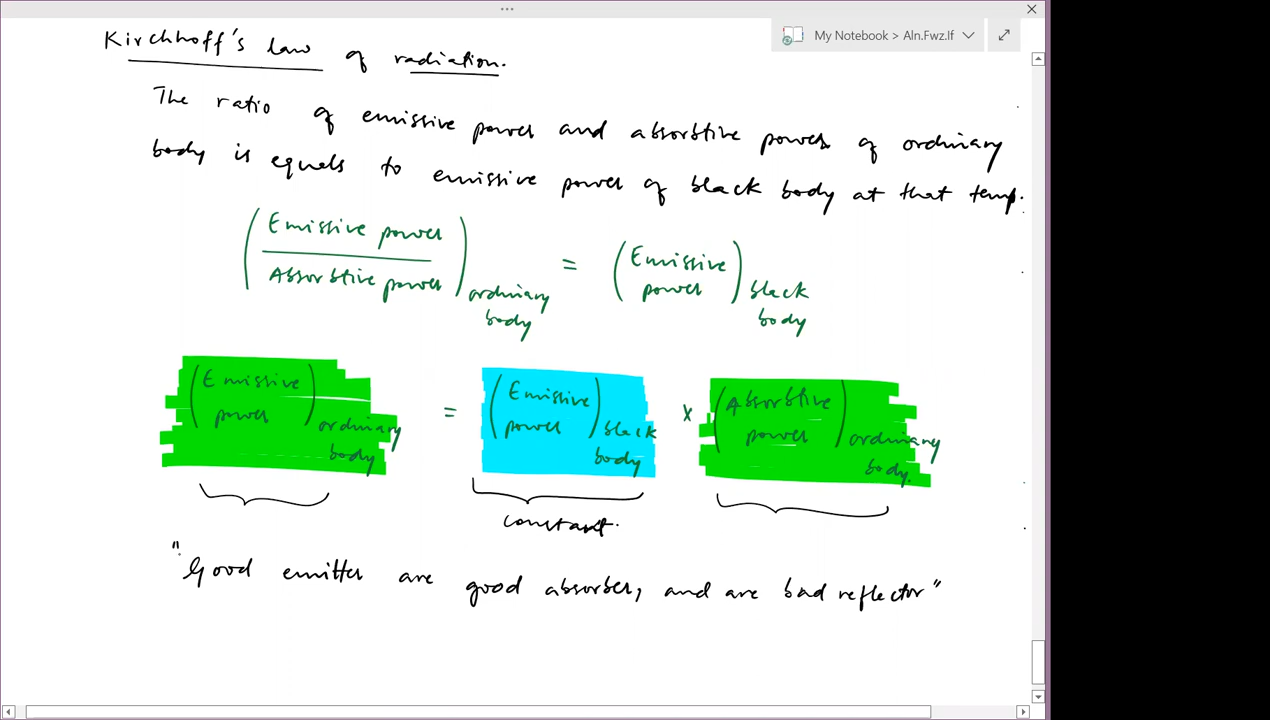 My Notebook > Aln.Fwz.lf
Kirchhoff's law of radiation.
The ratio of emissive power and absorbtive power of ordinary
body is equals to emissive power of black body at that temp.
(Emissive power / Absorbtive power) ordinary body = (Emissive power) black body
(Emissive power) ordinary body = (Emissive power) black body × (Absorbtive power) ordinary body.
constant.
"Good emitter are good absorber, and are bad reflector"